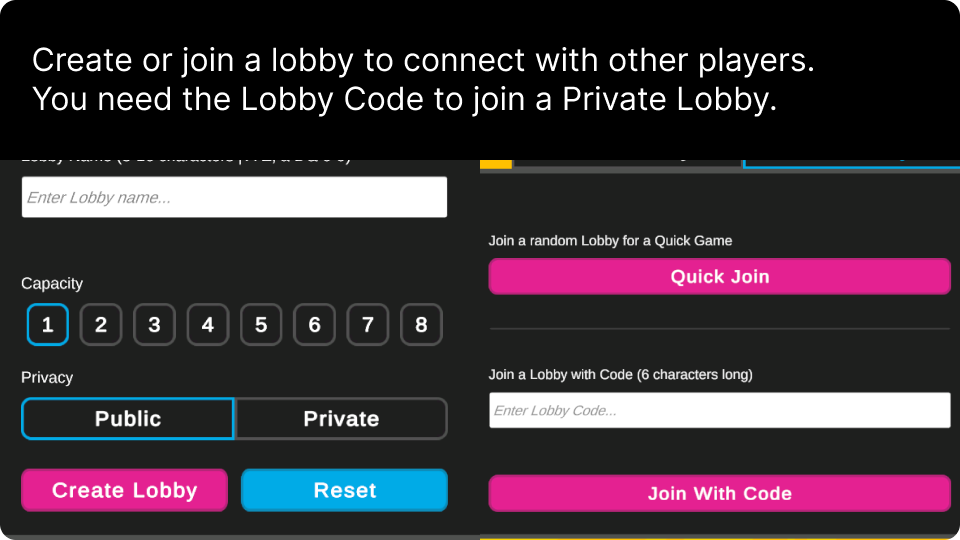 Create or join a lobby to connect with other players.
You need the Lobby Code to join a Private Lobby.
Enter Lobby name...
Capacity
1 2 3 4 5 6 7 8
Privacy
Public Private
Create Lobby Reset
Join a random Lobby for a Quick Game
Quick Join
Join a Lobby with Code (6 characters long)
Enter Lobby Code...
Join With Code